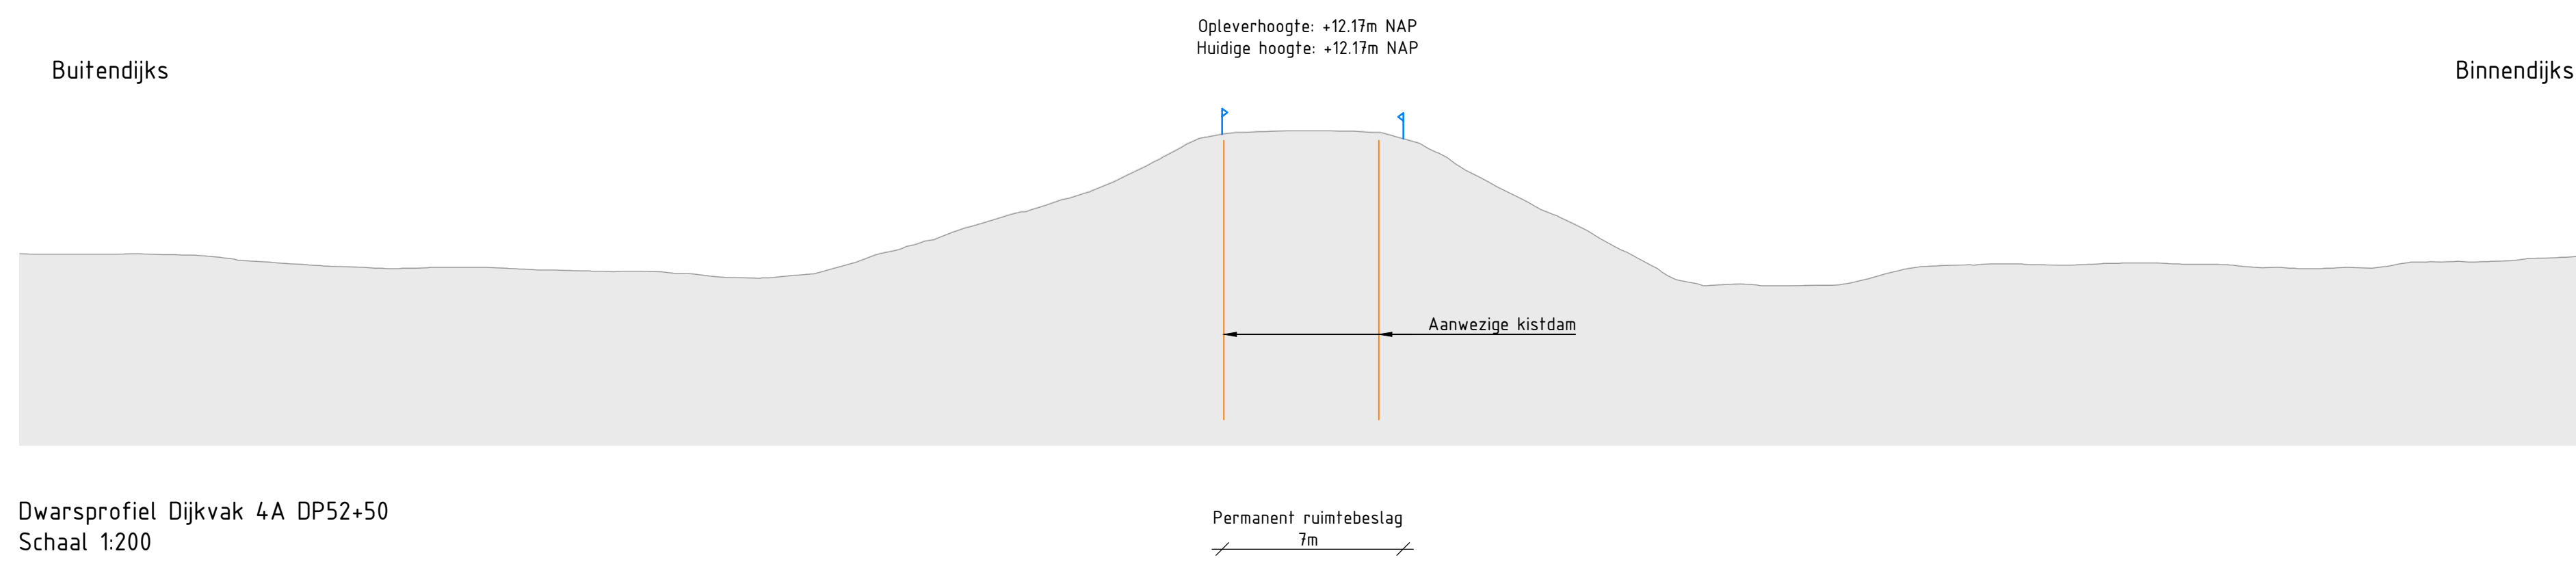 Opleverhoogte: +12.17m NAP
Huidige hoogte: +12.17m NAP
Buitendijks
Binnendijks
Aanwezige kistdam
Dwarsprofiel Dijkvak 4A DP52+50
Schaal 1:200
Permanent ruimtebeslag
7m